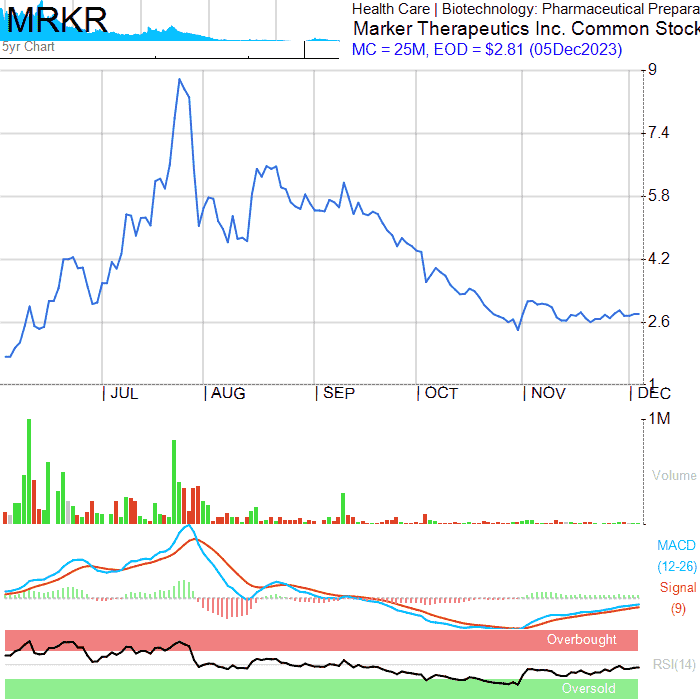 MRKR
5yr Chart
Health Care | Biotechnology: Pharmaceutical Prepara
Marker Therapeutics Inc. Common Stock
MC = 25M, EOD = $2.81 (05Dec2023)
9
7.4
5.8
4.2
2.6
1
JUL
AUG
SEP
OCT
NOV
DEC
1M
Volume
MACD
(12-26)
Signal
(9)
Overbought
RSI(14)
Oversold